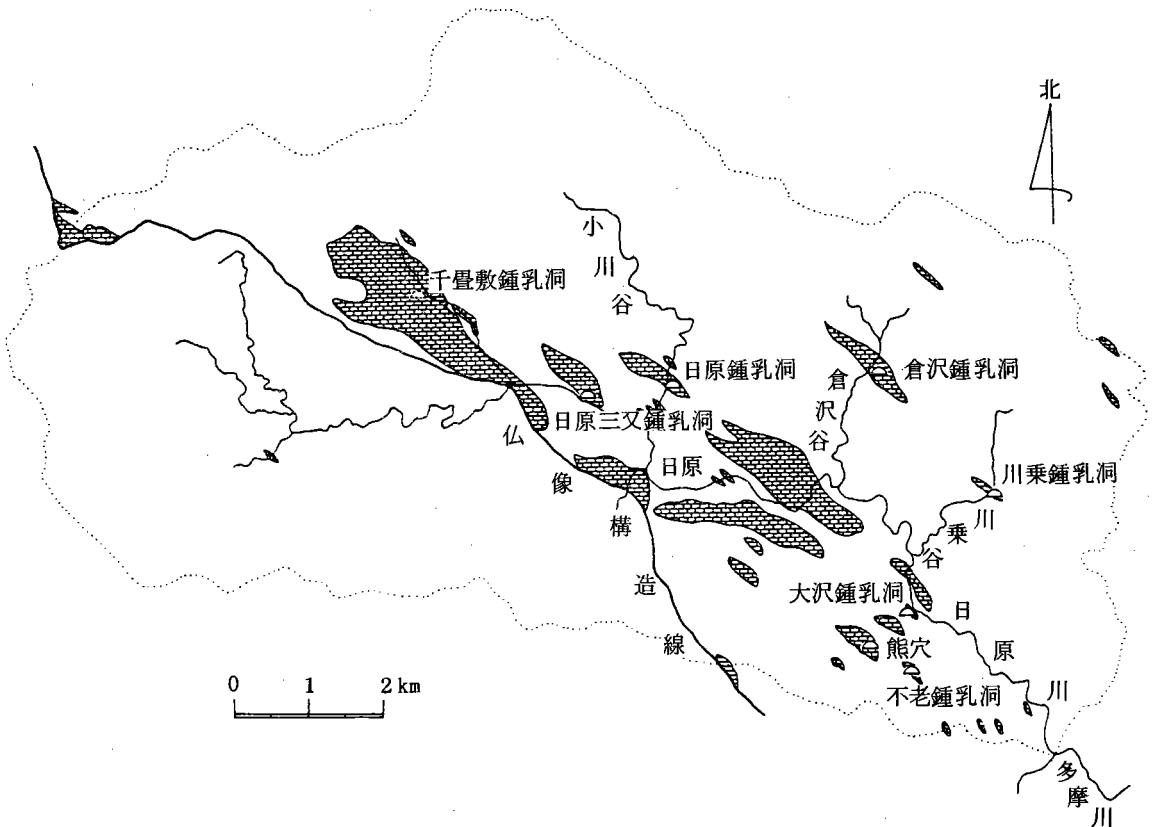 北
小川谷
千畳敷鍾乳洞
日原鍾乳洞
倉沢鍾乳洞
倉沢谷
日原三又鍾乳洞
仏像構造線
日原
川乗鍾乳洞
川乗谷
大沢鍾乳洞
日原川
熊穴
不老鍾乳洞
0 1 2km
多摩川